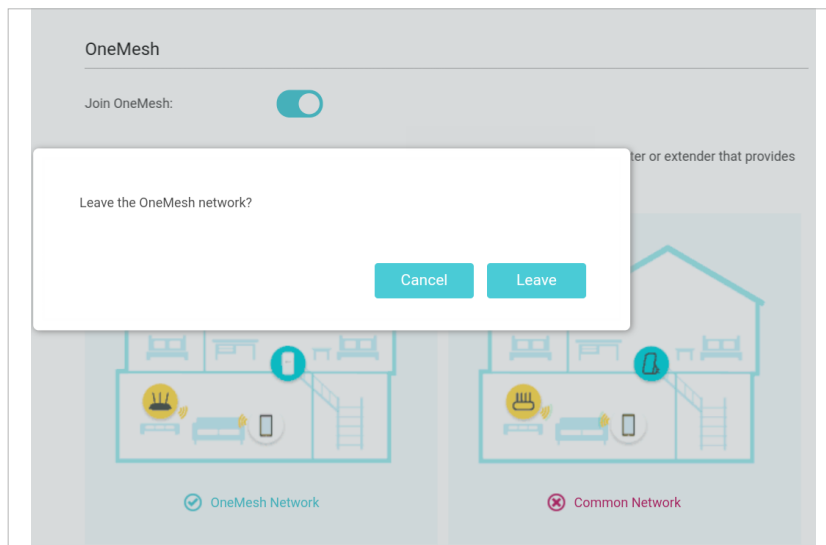 OneMesh
Join OneMesh:
ter or extender that provides
Leave the OneMesh network?
Cancel Leave
OneMesh Network Common Network